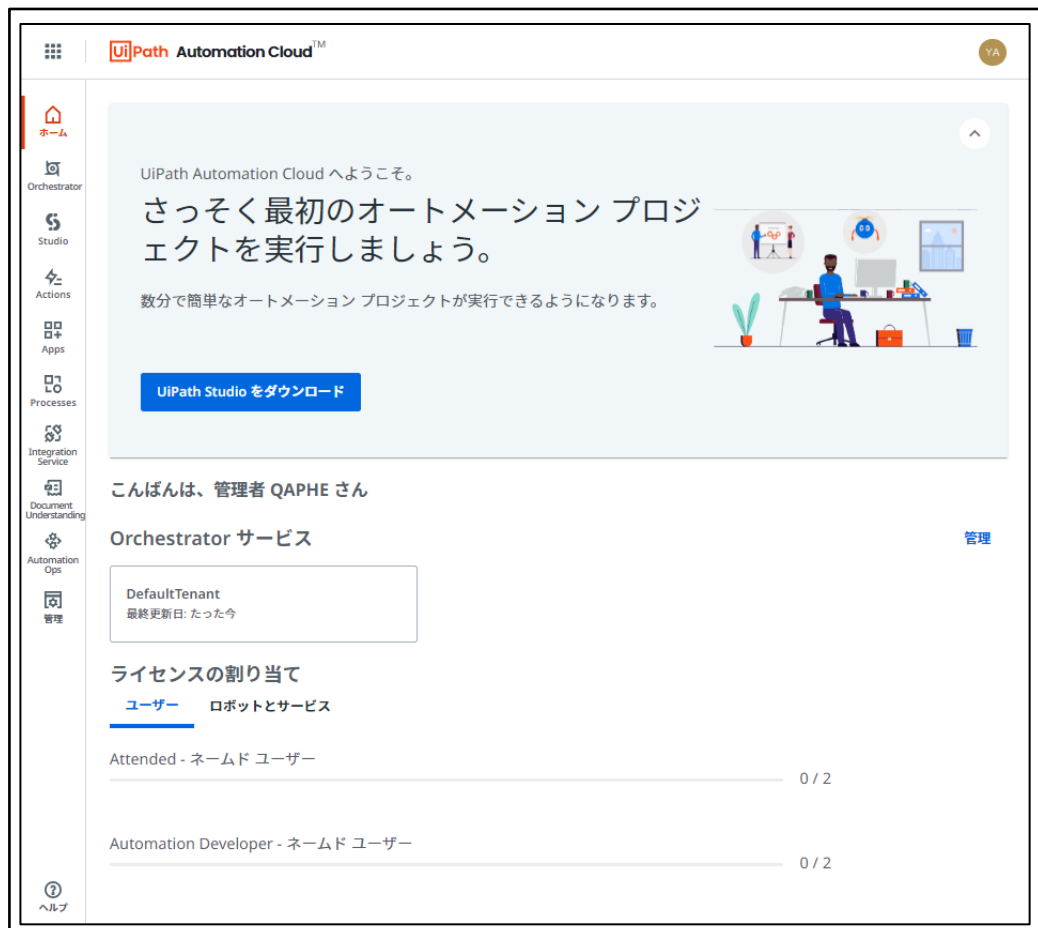 UiPath Automation Cloud™
YA
ホーム
Orchestrator
Studio
Actions
Apps
Processes
Integration
Service
Document
Understanding
Automation
Ops
管理
ヘルプ
UiPath Automation Cloud へようこそ。
さっそく最初のオートメーション プロジ
ェクトを実行しましょう。
数分で簡単なオートメーション プロジェクトが実行できるようになります。
UiPath Studio をダウンロード
こんばんは、管理者 QAPHE さん
Orchestrator サービス
管理
DefaultTenant
最終更新日: たった今
ライセンスの割り当て
ユーザー ロボットとサービス
Attended - ネームド ユーザー
0 / 2
Automation Developer - ネームド ユーザー
0 / 2